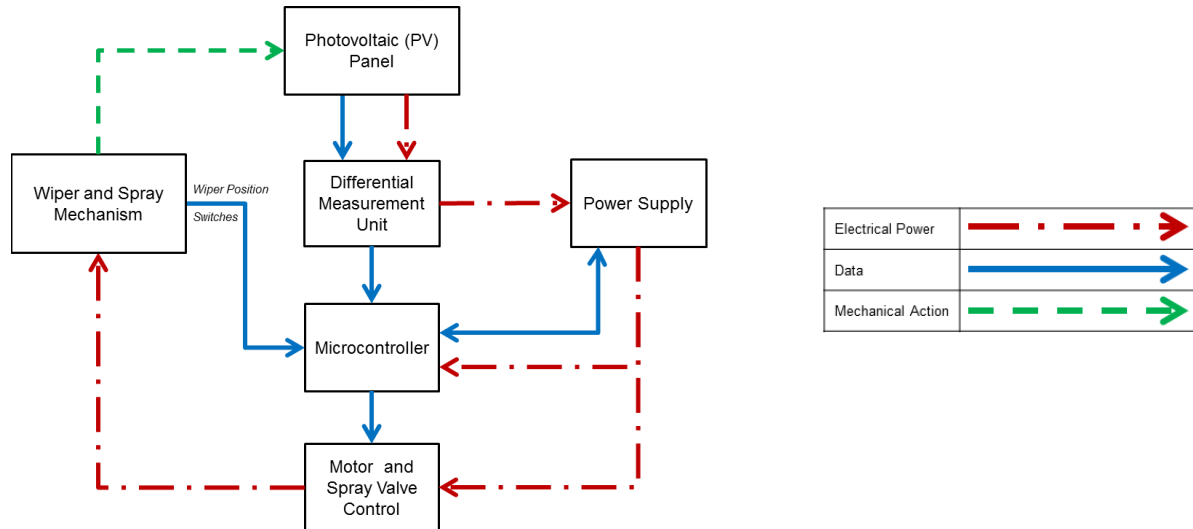 Photovoltaic (PV)
Panel
Wiper and Spray
Mechanism
Wiper Position
Switches
Differential
Measurement
Unit
Power Supply
Electrical Power
Data
Mechanical Action
Microcontroller
Motor and
Spray Valve
Control